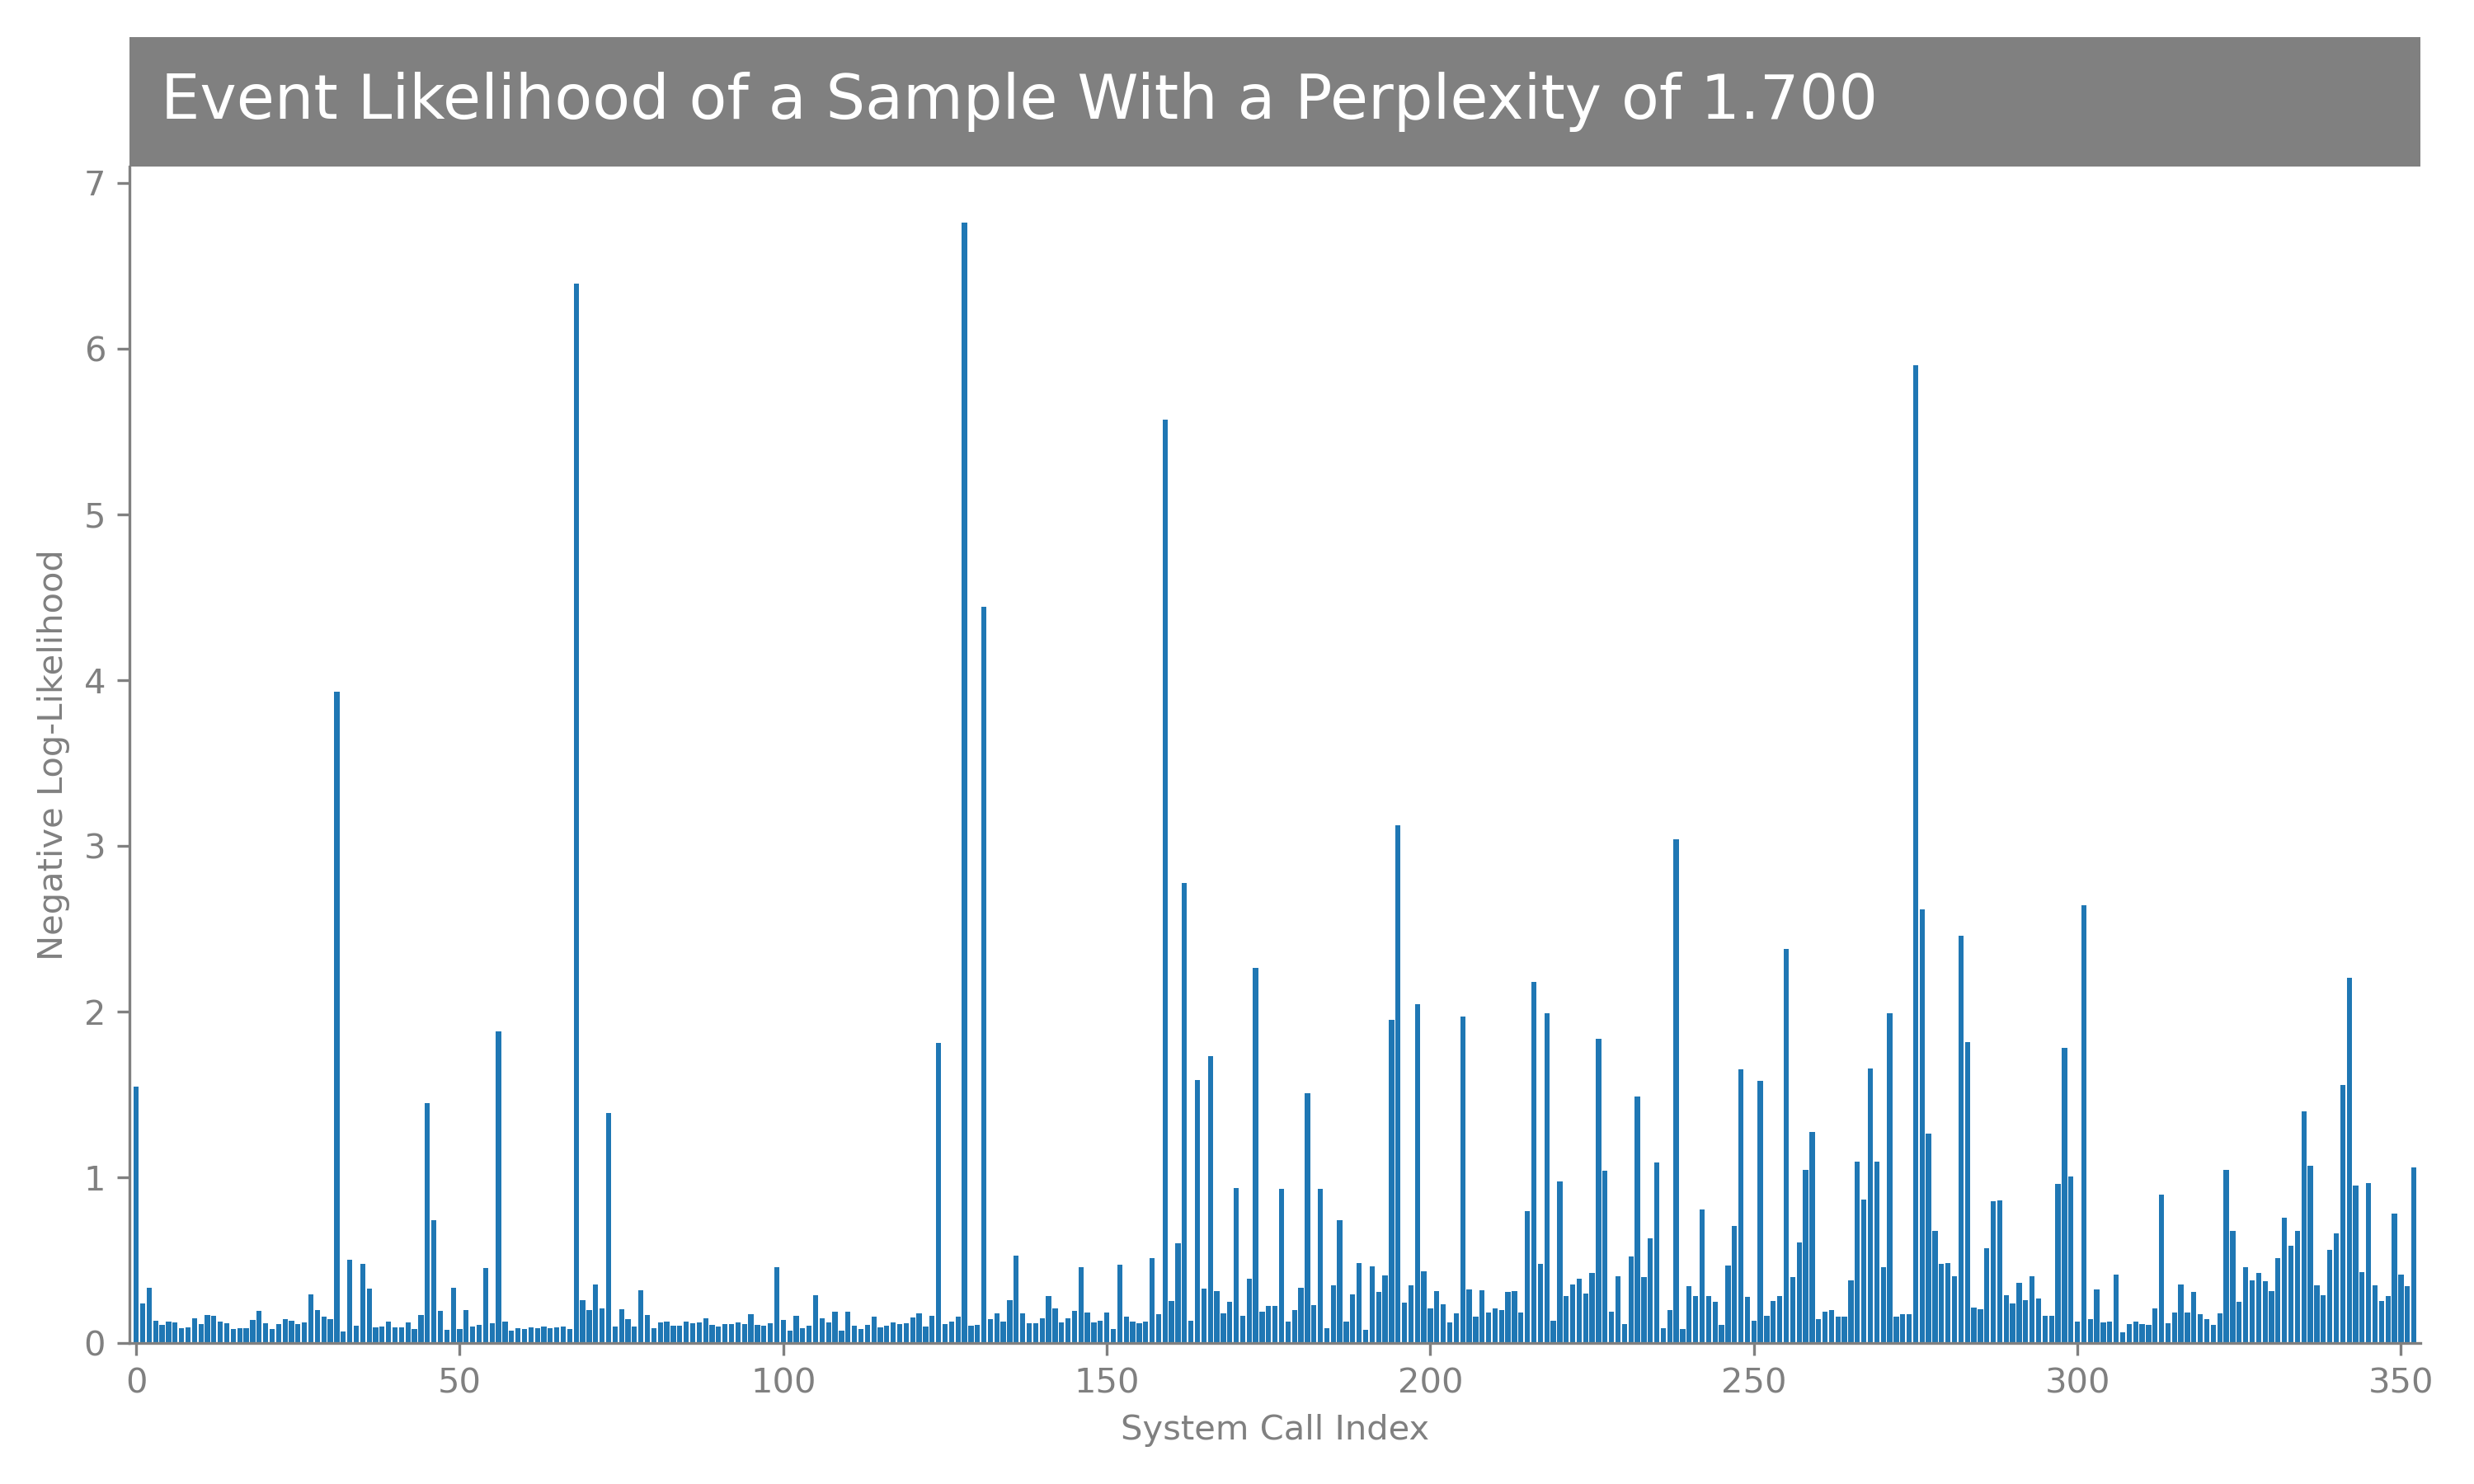 Event Likelihood of a Sample With a Perplexity of 1.700
Negative Log-Likelihood
7
6
5
4
3
2
1
0
0 50 100 150 200 250 300 350
System Call Index